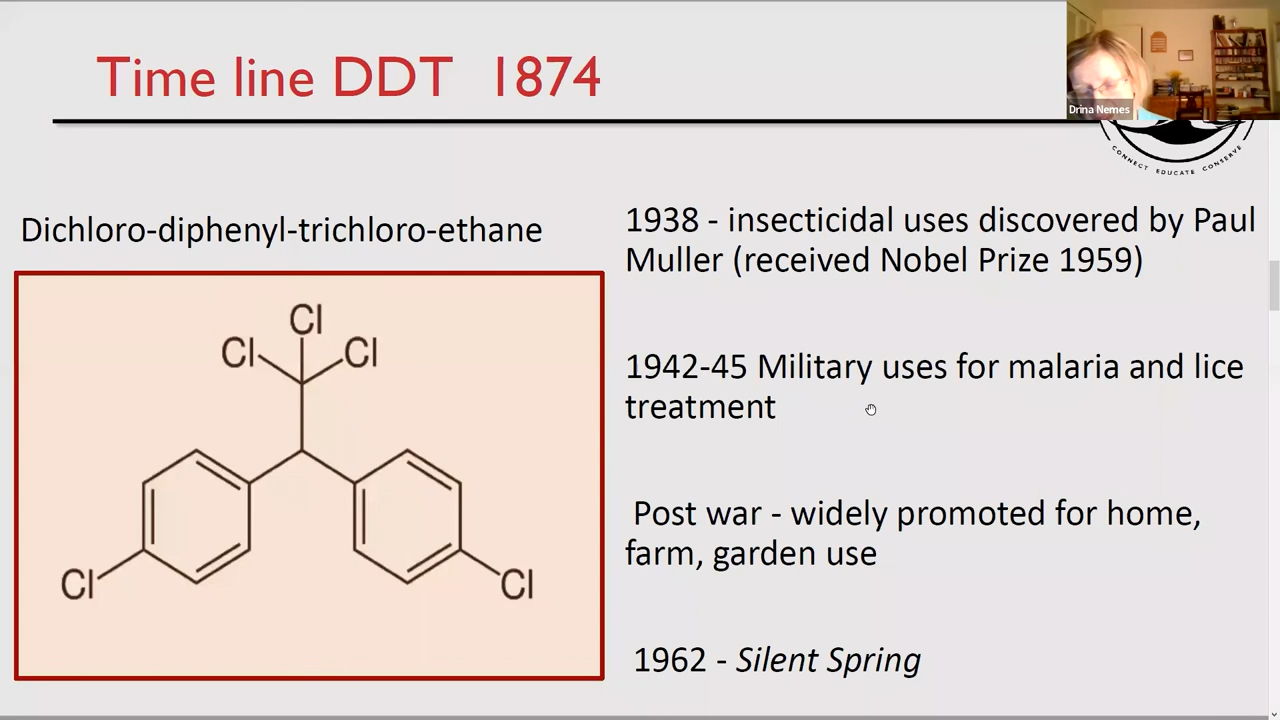 Time line DDT 1874
Drina Nemes
CONNECT EDUCATE CONSERVE
Dichloro-diphenyl-trichloro-ethane
Cl
Cl
Cl
Cl
Cl
1938 - insecticidal uses discovered by Paul
Muller (received Nobel Prize 1959)
1942-45 Military uses for malaria and lice
treatment
Post war - widely promoted for home,
farm, garden use
1962 - Silent Spring